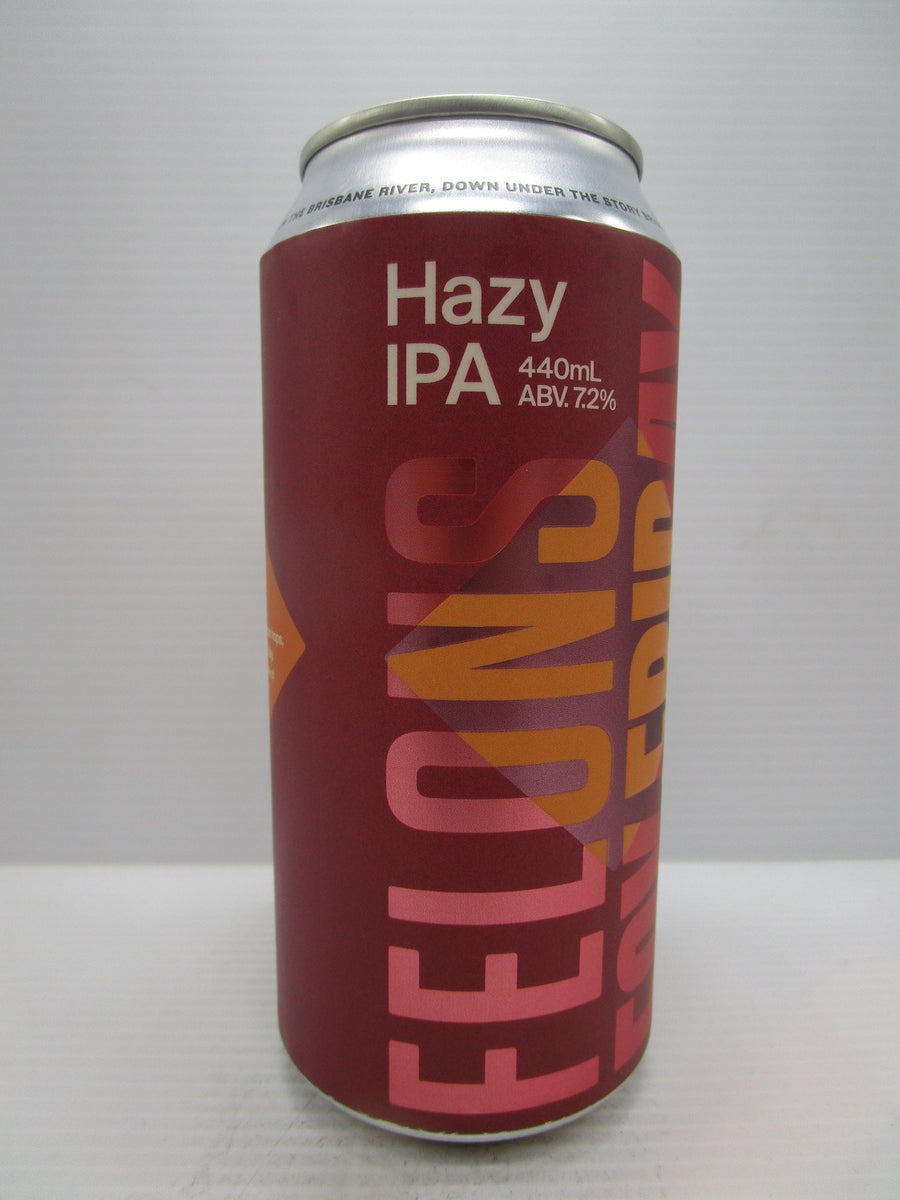 THE BRISBANE RIVER, DOWN UNDER THE STORY
Hazy
IPA
440mL
ABV. 7.2%
FELONS